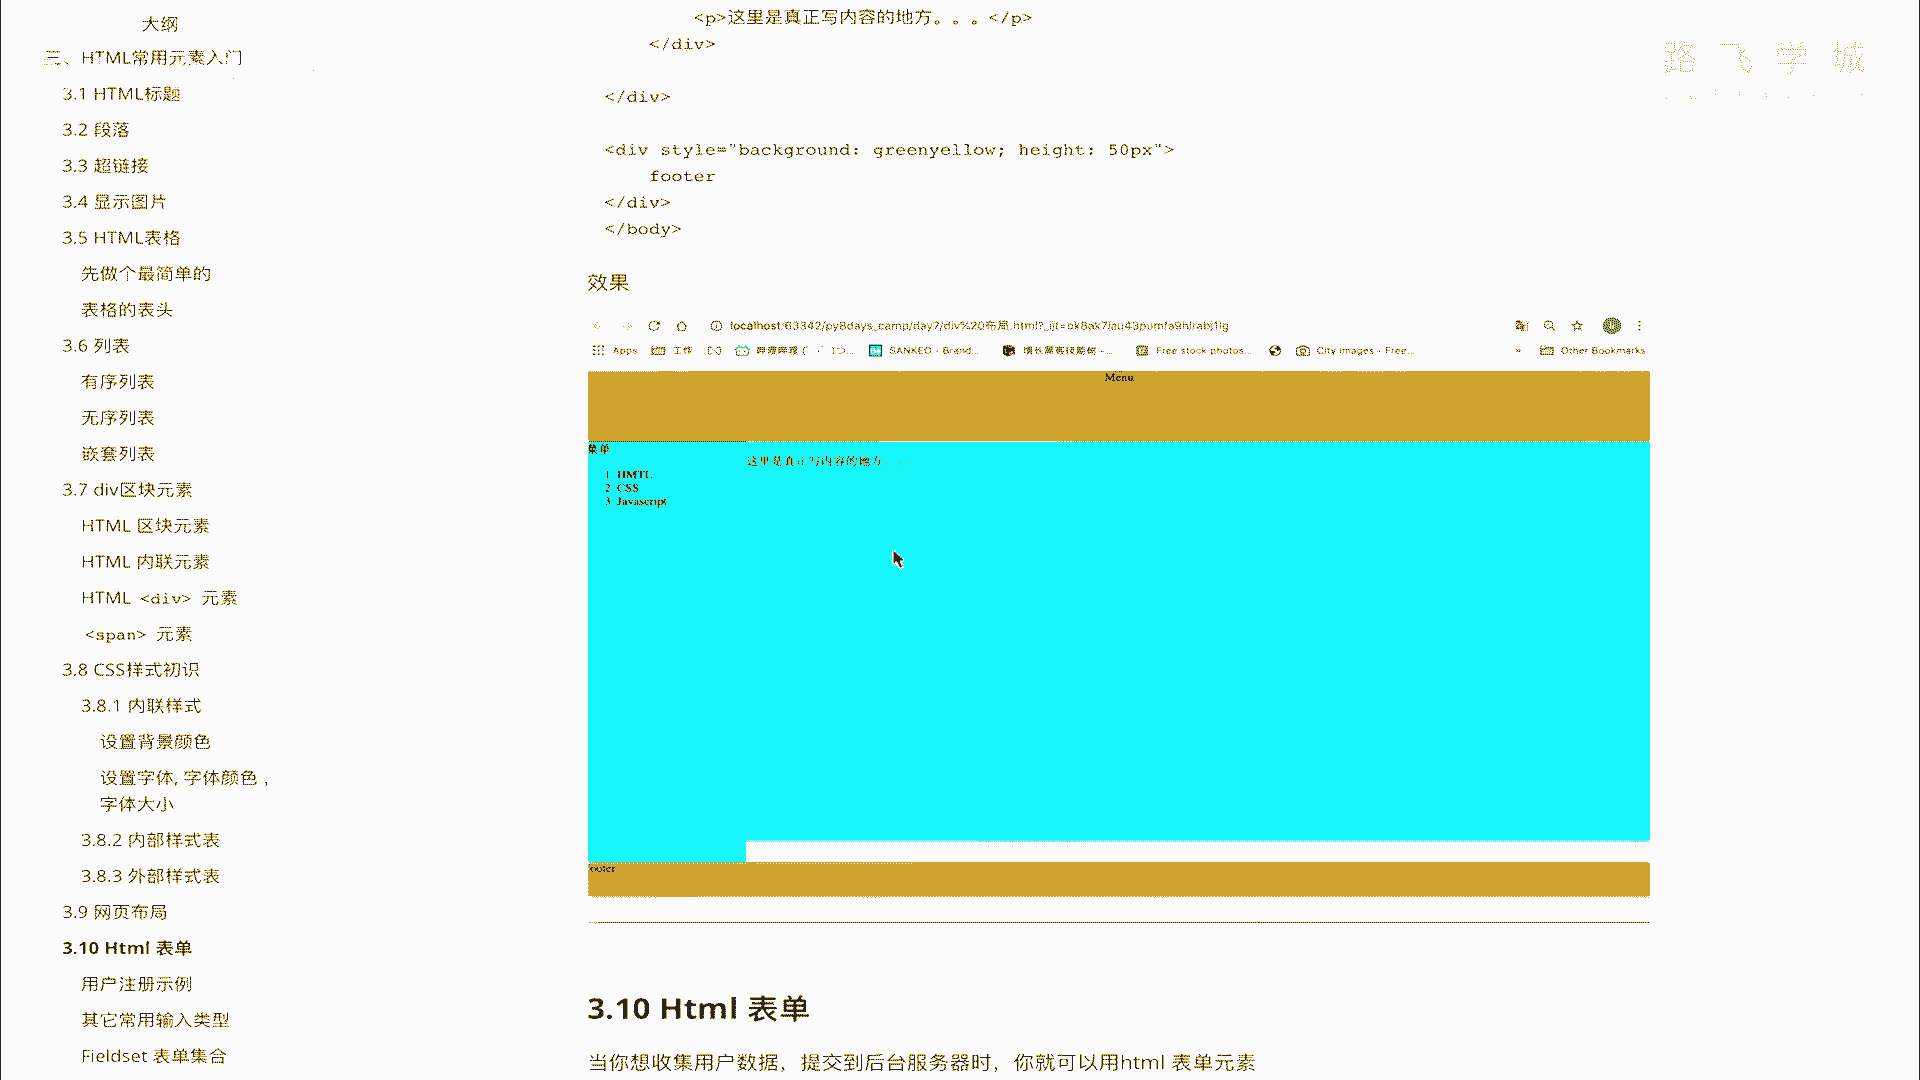 大纲
三、HTML常用元素入门
3.1 HTML标题
3.2 段落
3.3 超链接
3.4 显示图片
3.5 HTML表格
先做个最简单的
表格的表头
3.6 列表
有序列表
无序列表
嵌套列表
3.7 div区块元素
HTML 区块元素
HTML 内联元素
HTML <div> 元素
<span> 元素
3.8 CSS样式初识
3.8.1 内联样式
设置背景颜色
设置字体, 字体颜色 ,
字体大小
3.8.2 内部样式表
3.8.3 外部样式表
3.9 网页布局
3.10 Html 表单
用户注册示例
其它常用输入类型
Fieldset 表单集合
<p>这里是真正写内容的地方。。。</p>
</div>
</div>
<div style="background: greenyellow; height: 50px">
footer
</div>
</body>
效果
localhost:63342/py8days_camp/day7/div%20布局.html
Apps 工作 SANKEO - Brand... Free stock photos... City images - Free... » Other Bookmarks
Menu
菜单
这里是真正写内容的地方。。。
1. HMTL
2. CSS
3. Javascript
footer
3.10 Html 表单
当你想收集用户数据，提交到后台服务器时，你就可以用html 表单元素
路飞学城